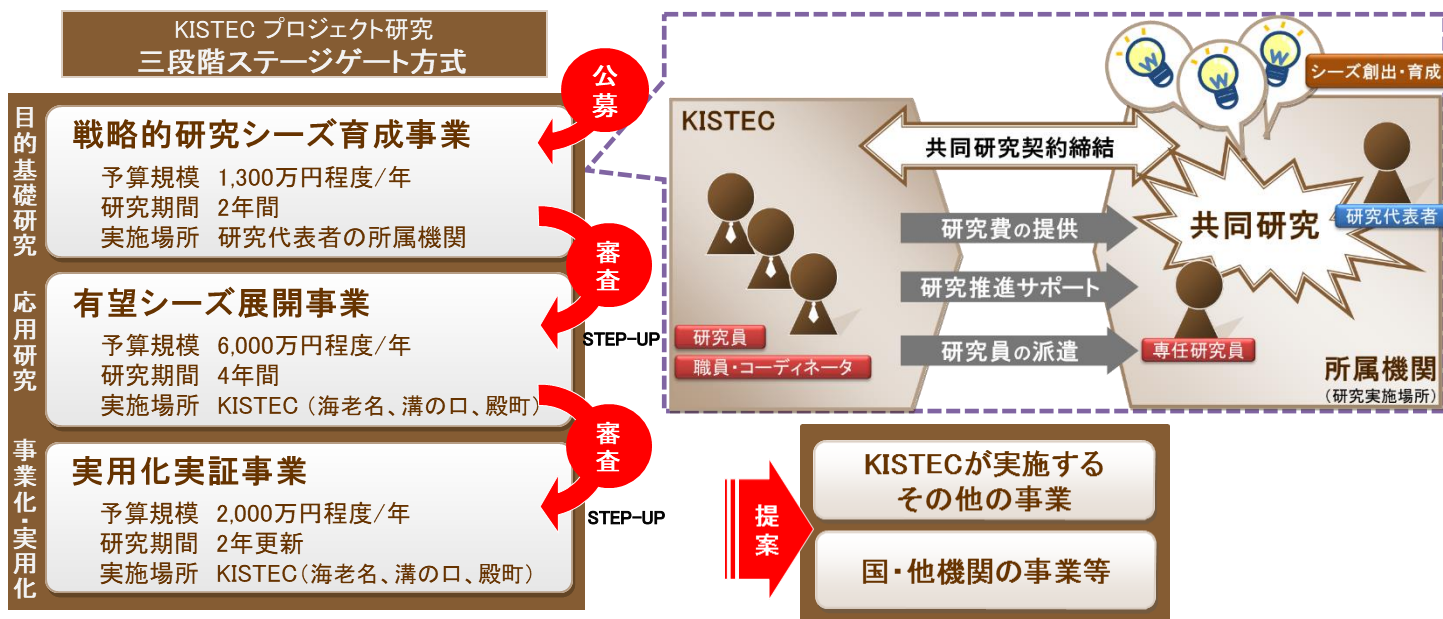 KISTEC プロジェクト研究
三段階ステージゲート方式
公募
目的基礎研究
戦略的研究シーズ育成事業
予算規模 1,300万円程度/年
研究期間 2年間
実施場所 研究代表者の所属機関
審査
STEP-UP
応用研究
有望シーズ展開事業
予算規模 6,000万円程度/年
研究期間 4年間
実施場所 KISTEC（海老名、溝の口、殿町）
審査
STEP-UP
事業化・実用化
実用化実証事業
予算規模 2,000万円程度/年
研究期間 2年更新
実施場所 KISTEC（海老名、溝の口、殿町）
シーズ創出・育成
KISTEC
共同研究契約締結
研究費の提供
研究推進サポート
研究員の派遣
研究員
職員・コーディネータ
共同研究
研究代表者
専任研究員
所属機関
（研究実施場所）
提案
KISTECが実施する
その他の事業
国・他機関の事業等